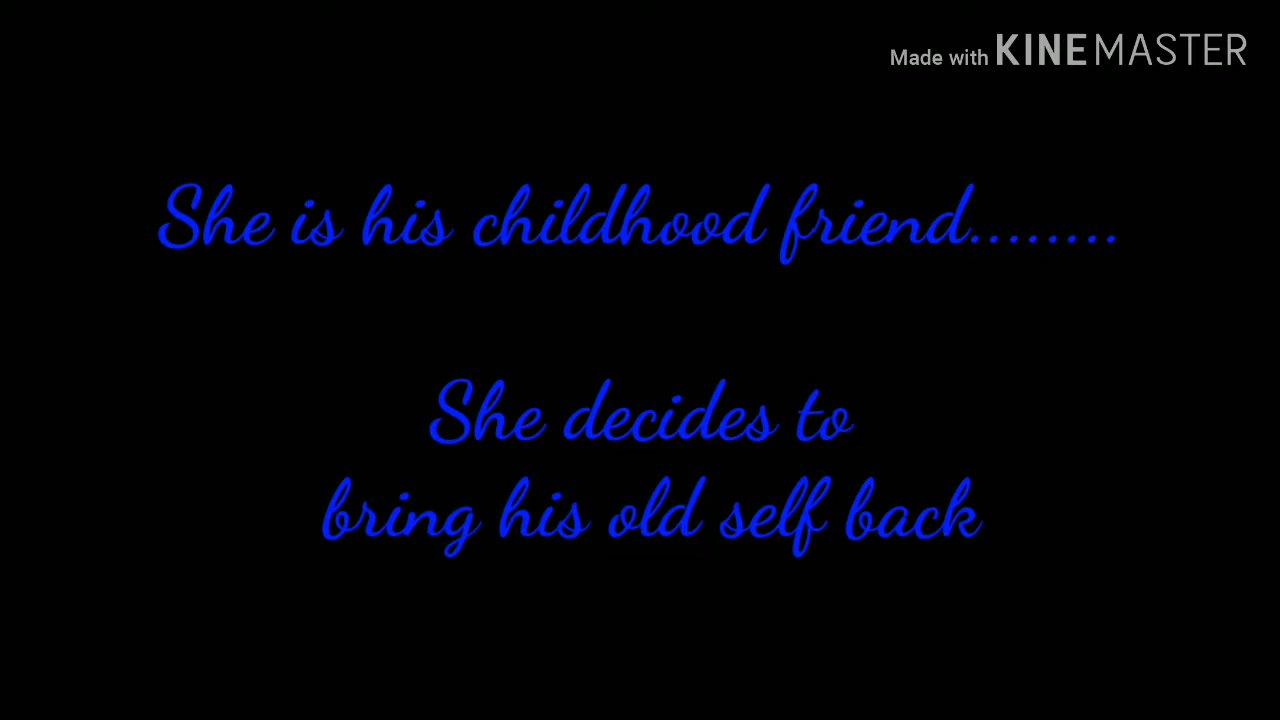 Made with KINEMASTER
She is his childhood friend........
She decides to
bring his old self back